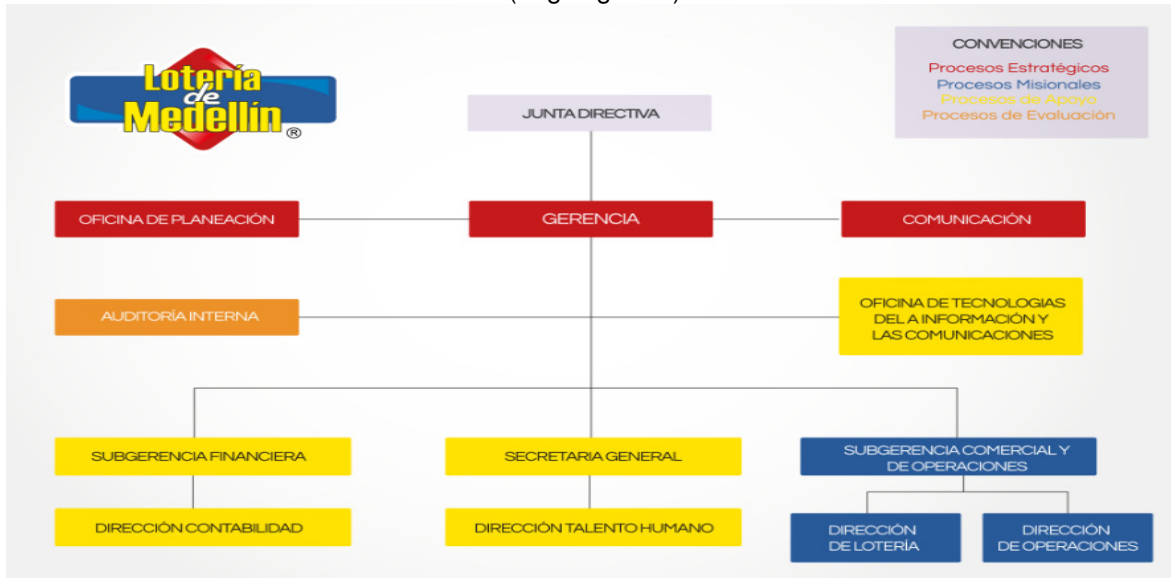 Lotería
de
Medellín ®
CONVENCIONES
Procesos Estratégicos
Procesos Misionales
Procesos de Apoyo
Procesos de Evaluación
JUNTA DIRECTIVA
OFICINA DE PLANEACIÓN
GERENCIA
COMUNICACIÓN
AUDITORÍA INTERNA
OFICINA DE TECNOLOGIAS
DEL A INFORMACIÓN Y
LAS COMUNICACIONES
SUBGERENCIA FINANCIERA
SECRETARIA GENERAL
SUBGERENCIA COMERCIAL Y
DE OPERACIONES
DIRECCIÓN CONTABILIDAD
DIRECCIÓN TALENTO HUMANO
DIRECCIÓN
DE LOTERÍA
DIRECCIÓN
DE OPERACIONES